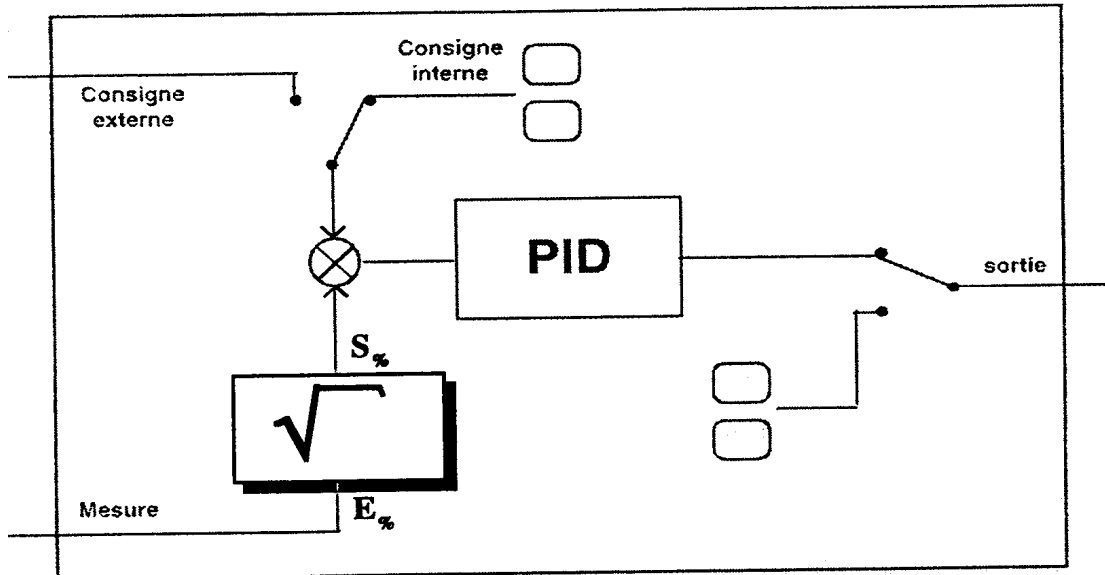 Consigne
interne
Consigne
externe
PID
sortie
S%
√
Mesure
E%